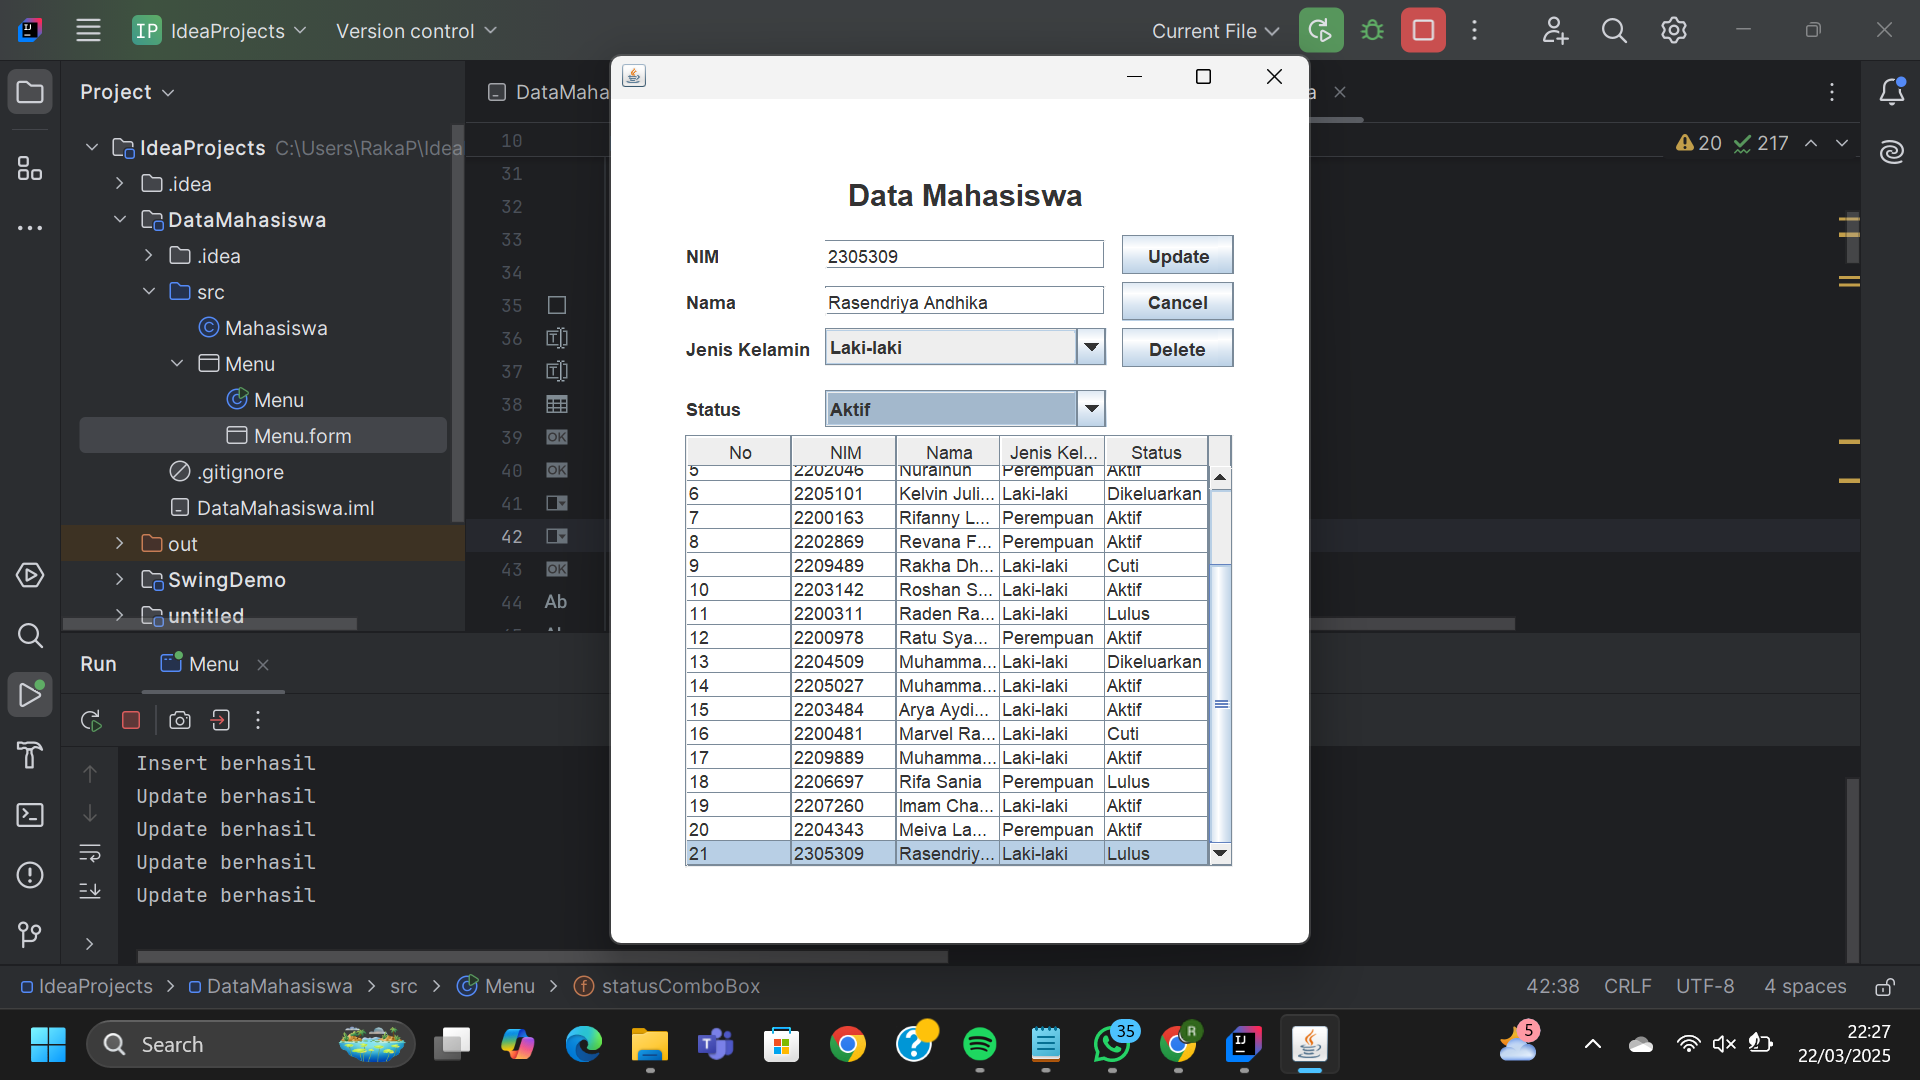 IP IdeaProjects Version control Current File
Project
DataMaha
a
IdeaProjects C:\Users\RakaP\Idea
.idea
DataMahasiswa
.idea
src
Mahasiswa
Menu
Menu
Menu.form
.gitignore
DataMahasiswa.iml
out
SwingDemo
untitled
10
31
32
33
34
35
36
37
38
39
40
41
42
43
44
20 217
Data Mahasiswa
NIM 2305309 Update
Nama Rasendriya Andhika Cancel
Jenis Kelamin Laki-laki Delete
Status Aktif
No NIM Nama Jenis Kel... Status
5 2202046 Nurainun Perempuan Aktif
6 2205101 Kelvin Juli... Laki-laki Dikeluarkan
7 2200163 Rifanny L... Perempuan Aktif
8 2202869 Revana F... Perempuan Aktif
9 2209489 Rakha Dh... Laki-laki Cuti
10 2203142 Roshan S... Laki-laki Aktif
11 2200311 Raden Ra... Laki-laki Lulus
12 2200978 Ratu Sya... Perempuan Aktif
13 2204509 Muhamma... Laki-laki Dikeluarkan
14 2205027 Muhamma... Laki-laki Aktif
15 2203484 Arya Aydi... Laki-laki Aktif
16 2200481 Marvel Ra... Laki-laki Cuti
17 2209889 Muhamma... Laki-laki Aktif
18 2206697 Rifa Sania Perempuan Lulus
19 2207260 Imam Cha... Laki-laki Aktif
20 2204343 Meiva La... Perempuan Aktif
21 2305309 Rasendriy... Laki-laki Lulus
Run Menu
Insert berhasil
Update berhasil
Update berhasil
Update berhasil
Update berhasil
IdeaProjects > DataMahasiswa > src > Menu > statusComboBox 42:38 CRLF UTF-8 4 spaces
Search 35 R 5 22:27
22/03/2025